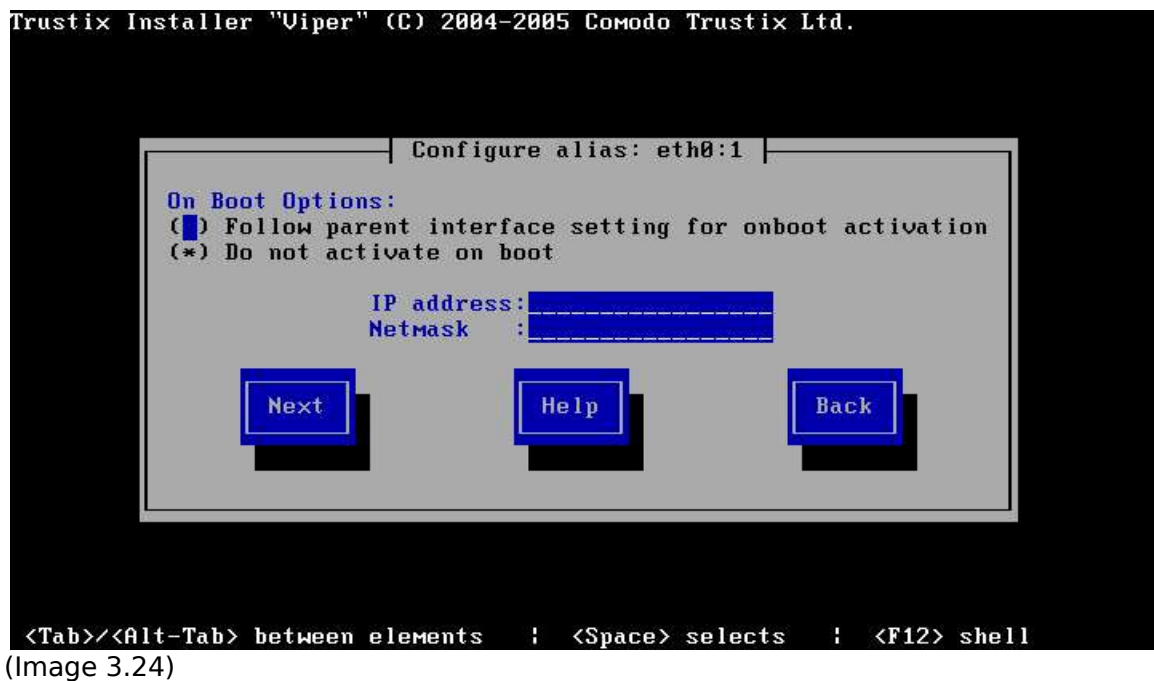 Trustix Installer "Viper" (C) 2004-2005 Comodo Trustix Ltd.
Configure alias: eth0:1
On Boot Options:
( ) Follow parent interface setting for onboot activation
(*) Do not activate on boot
IP address:__________________
Netmask   :__________________
Next Help Back
<Tab>/<Alt-Tab> between elements   ¦  <Space> selects   ¦  <F12> shell
(Image 3.24)